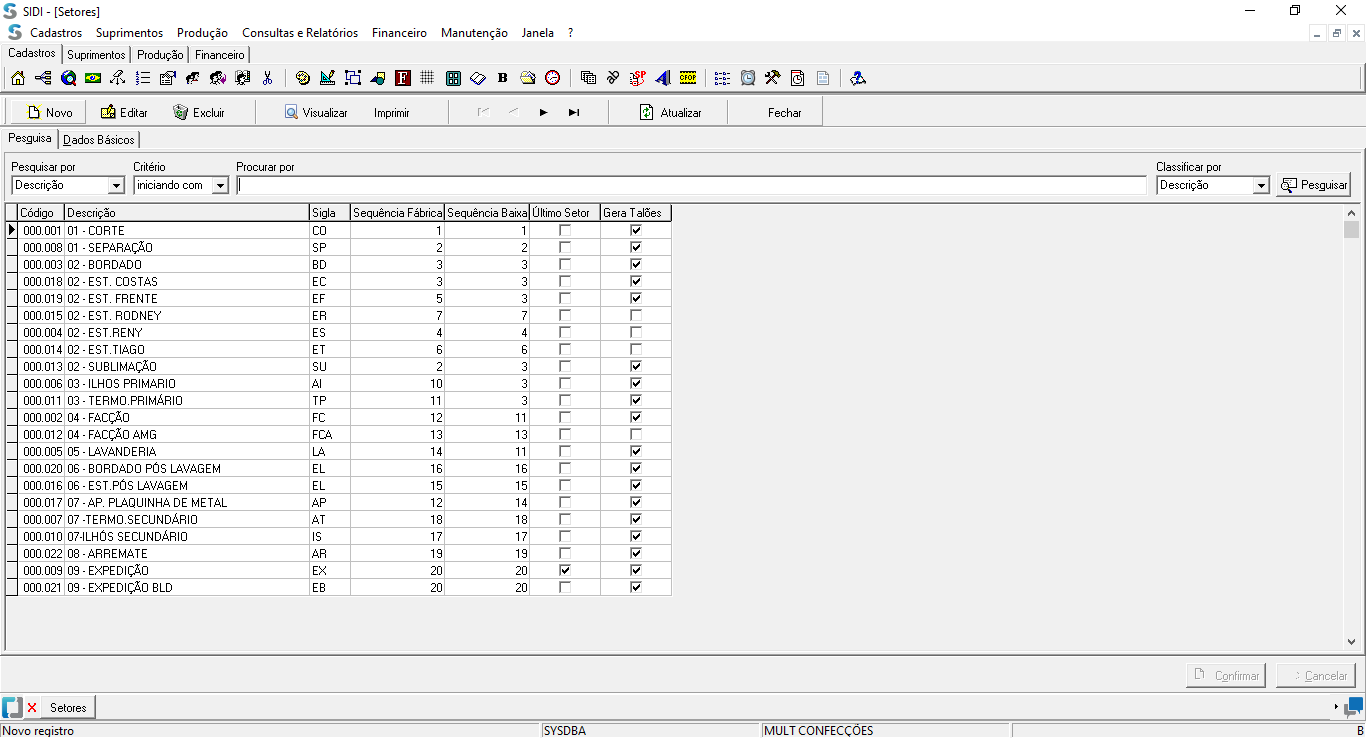 SIDI - [Setores]
Cadastros Suprimentos Produção Consultas e Relatórios Financeiro Manutenção Janela ?
Cadastros Suprimentos Produção Financeiro
F B SP CFOP
Novo Editar Excluir Visualizar Imprimir Atualizar Fechar
Pesquisa Dados Básicos
Pesquisar por Critério Procurar por Classificar por
Descrição iniciando com Descrição Pesquisar
Código Descrição Sigla Sequência Fábrica Sequência Baixa Último Setor Gera Talões
000.001 01 - CORTE CO 1 1
000.008 01 - SEPARAÇÃO SP 2 2
000.003 02 - BORDADO BD 3 3
000.018 02 - EST. COSTAS EC 3 3
000.019 02 - EST. FRENTE EF 5 3
000.015 02 - EST. RODNEY ER 7 7
000.004 02 - EST.RENY ES 4 4
000.014 02 - EST.TIAGO ET 6 6
000.013 02 - SUBLIMAÇÃO SU 2 3
000.006 03 - ILHOS PRIMARIO AI 10 3
000.011 03 - TERMO.PRIMÁRIO TP 11 3
000.002 04 - FACÇÃO FC 12 11
000.012 04 - FACÇÃO AMG FCA 13 13
000.005 05 - LAVANDERIA LA 14 11
000.020 06 - BORDADO PÓS LAVAGEM EL 16 16
000.016 06 - EST.PÓS LAVAGEM EL 15 15
000.017 07 - AP. PLAQUINHA DE METAL AP 12 14
000.007 07 -TERMO.SECUNDÁRIO AT 18 18
000.010 07-ILHÓS SECUNDÁRIO IS 17 17
000.022 08 - ARREMATE AR 19 19
000.009 09 - EXPEDIÇÃO EX 20 20
000.021 09 - EXPEDIÇÃO BLD EB 20 20
Confirmar Cancelar
Setores
Novo registro SYSDBA MULT CONFECÇÕES B